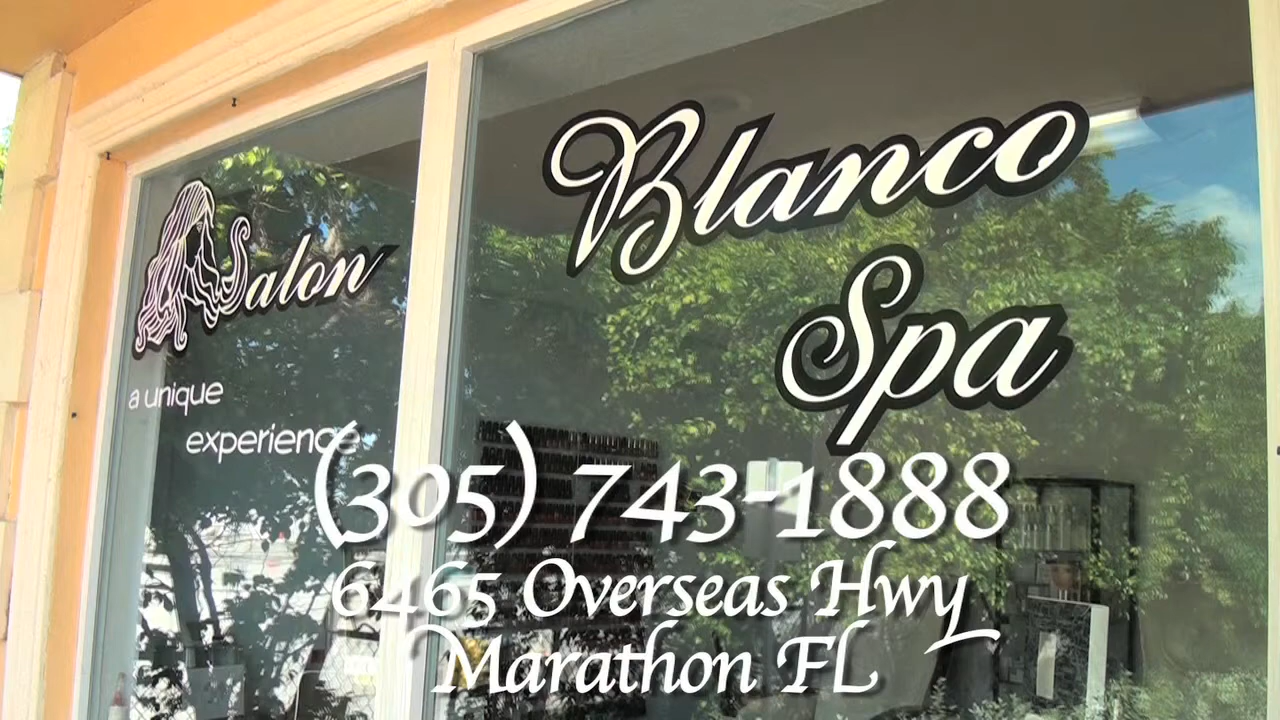 Salon
a unique
experience
Blanco
Spa
(305) 743-1888
6465 Overseas Hwy
Marathon FL